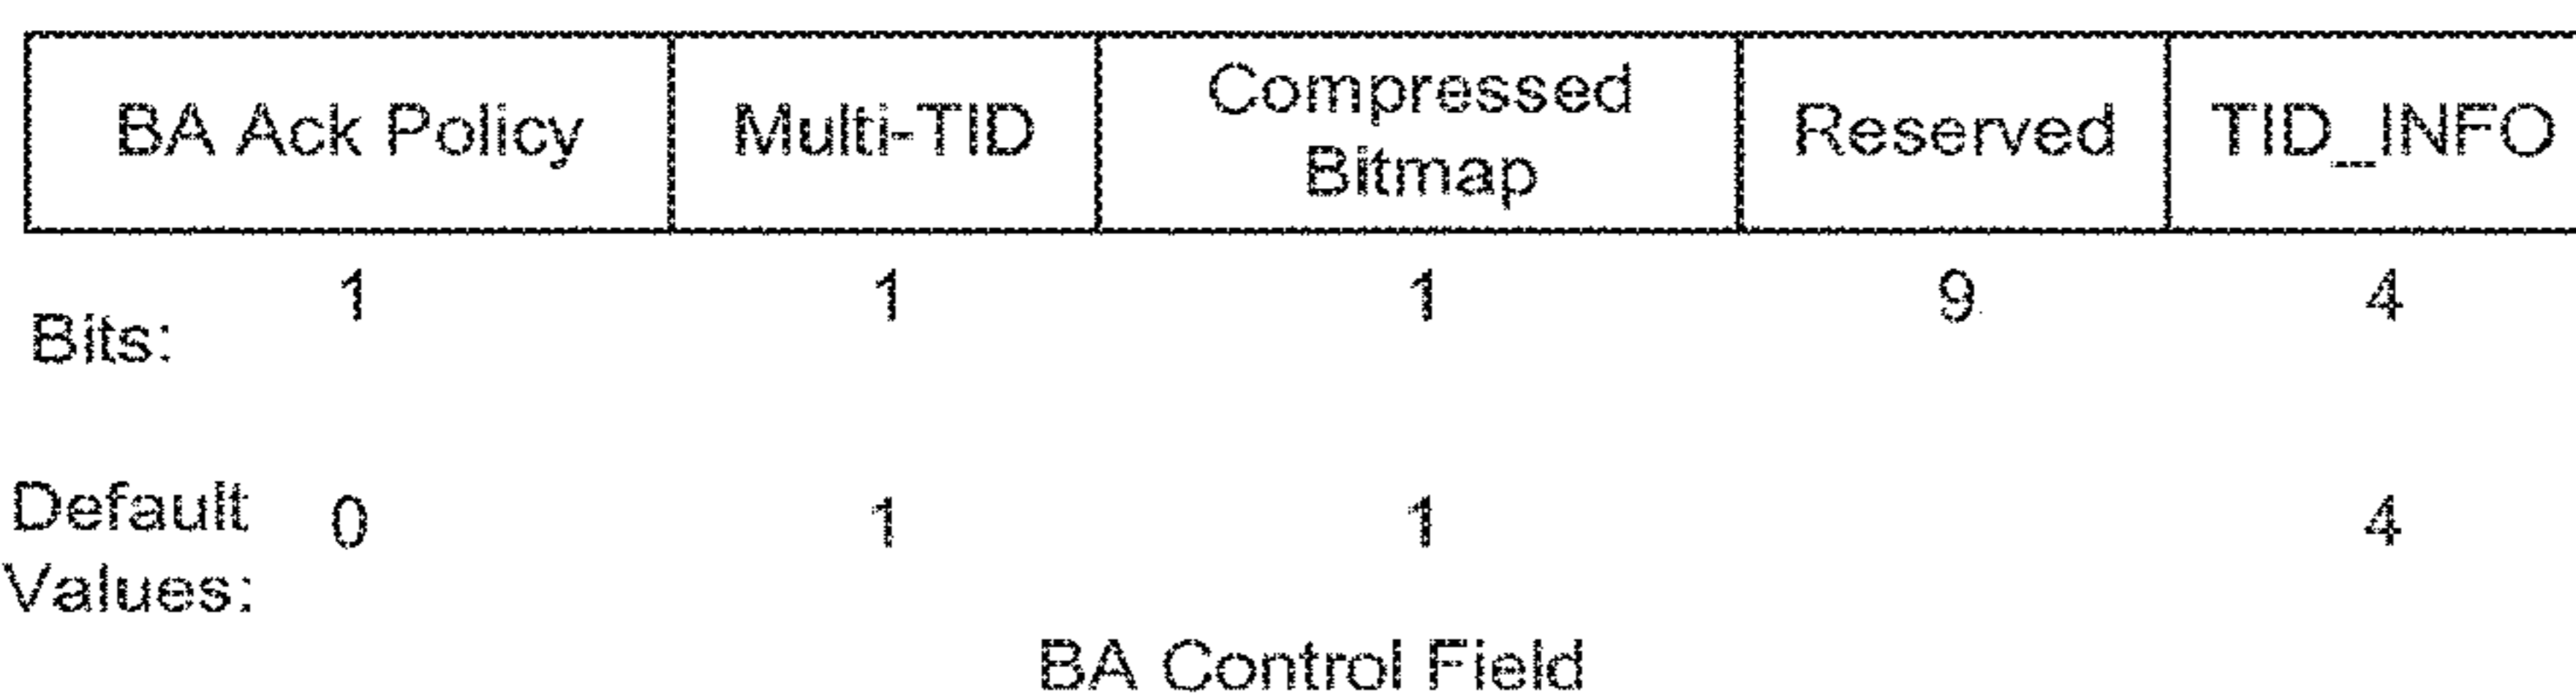 BA Ack Policy Multi-TID Compressed Bitmap Reserved TID_INFO
Bits: 1 1 1 9 4
Default Values: 0 1 1 4
BA Control Field